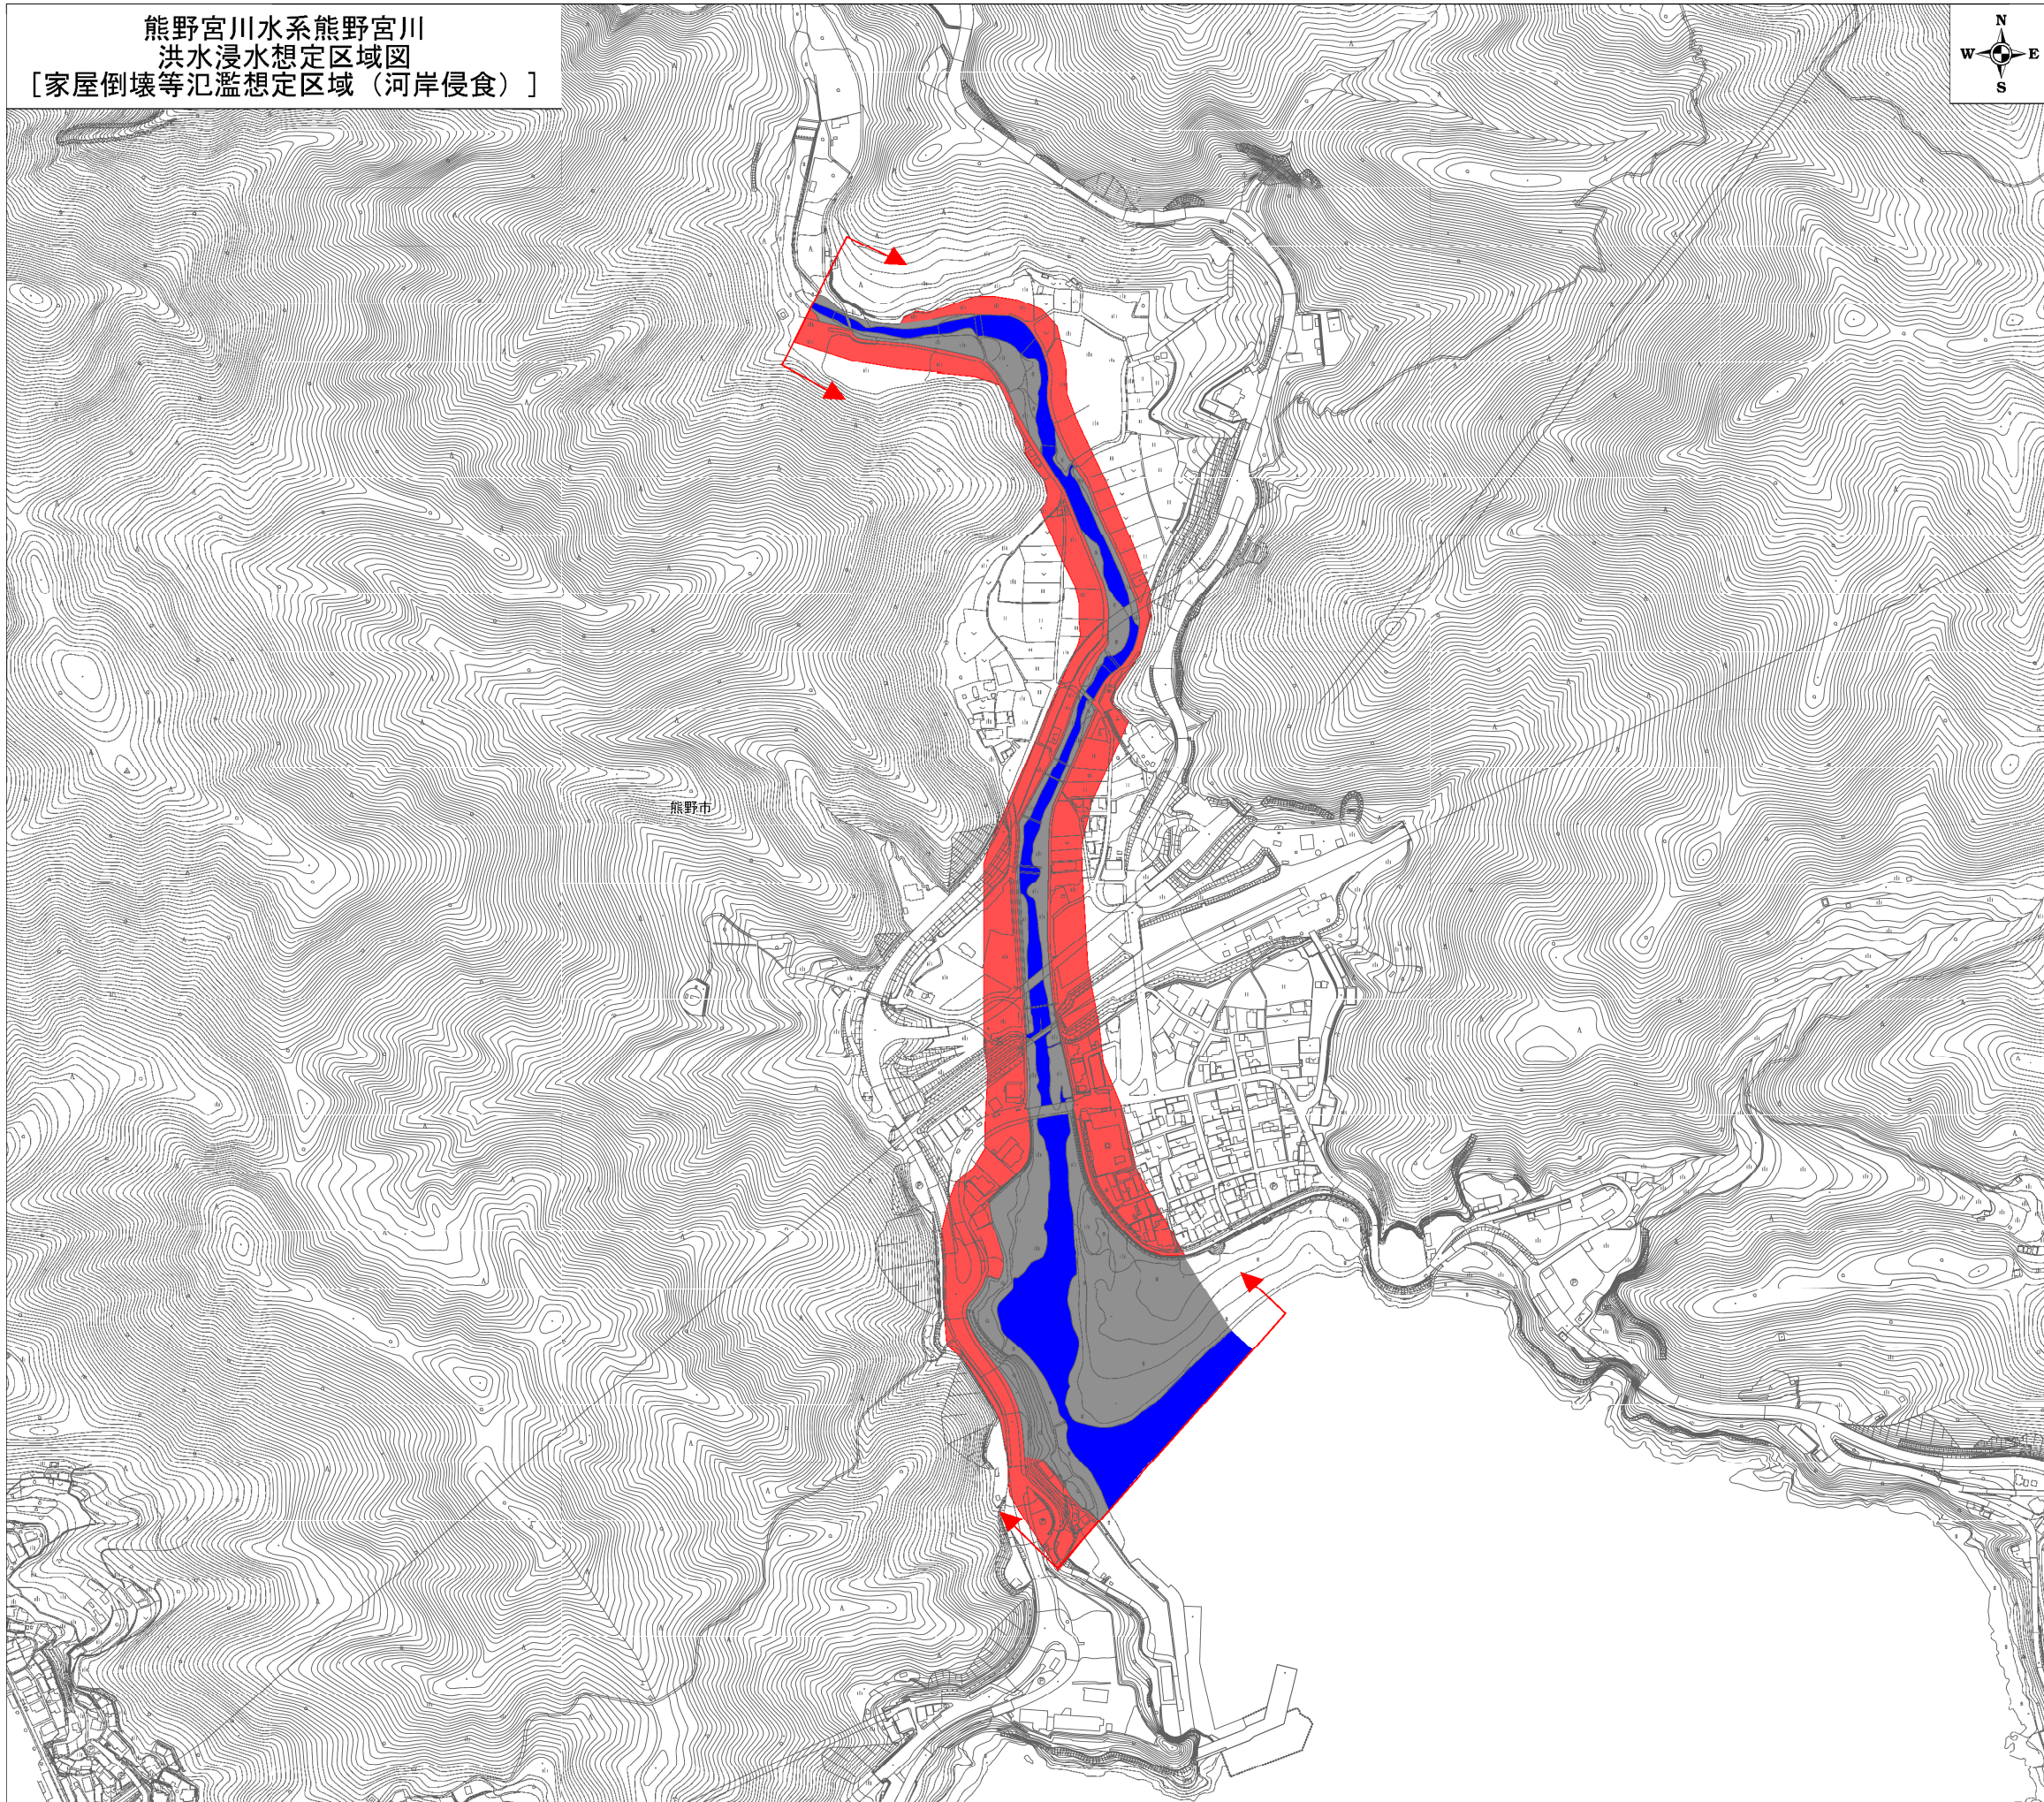 熊野宮川水系熊野宮川
洪水浸水想定区域図
［家屋倒壊等氾濫想定区域（河岸侵食）］
N
W E
S
熊野市